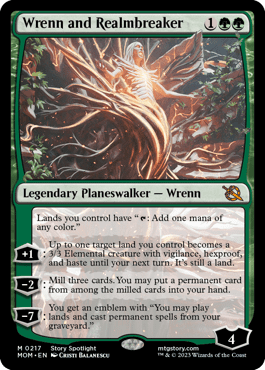 Wrenn and Realmbreaker 1
Legendary Planeswalker — Wrenn
Lands you control have “: Add one mana of
any color.”
Up to one target land you control becomes a
+1 : 3/3 Elemental creature with vigilance, hexproof,
and haste until your next turn. It's still a land.
−2 : Mill three cards. You may put a permanent card
from among the milled cards into your hand.
You get an emblem with “You may play
−7 : lands and cast permanent spells from your
graveyard.”
4
M 0217 Story Spotlight mtgstory.com
MOM • EN Cristi Balanescu ™ & © 2023 Wizards of the Coast